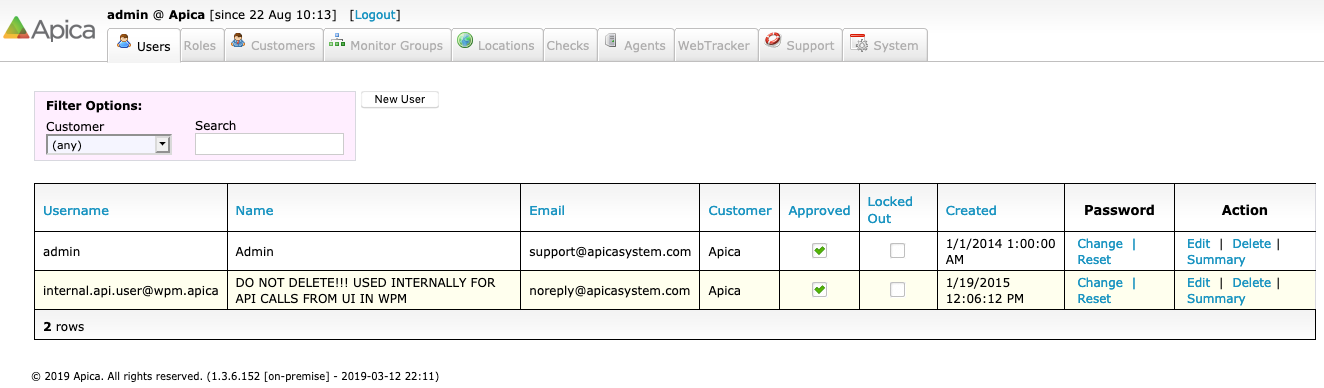 Apica
admin @ Apica [since 22 Aug 10:13] [Logout]
Users Roles Customers Monitor Groups Locations Checks Agents WebTracker Support System
Filter Options:
New User
Customer Search
(any)
Username Name Email Customer Approved Locked Out Created Password Action
admin Admin support@apicasystem.com Apica 1/1/2014 1:00:00 AM Change | Reset Edit | Delete | Summary
internal.api.user@wpm.apica DO NOT DELETE!!! USED INTERNALLY FOR API CALLS FROM UI IN WPM noreply@apicasystem.com Apica 1/19/2015 12:06:12 PM Change | Reset Edit | Delete | Summary
2 rows
© 2019 Apica. All rights reserved. (1.3.6.152 [on-premise] - 2019-03-12 22:11)